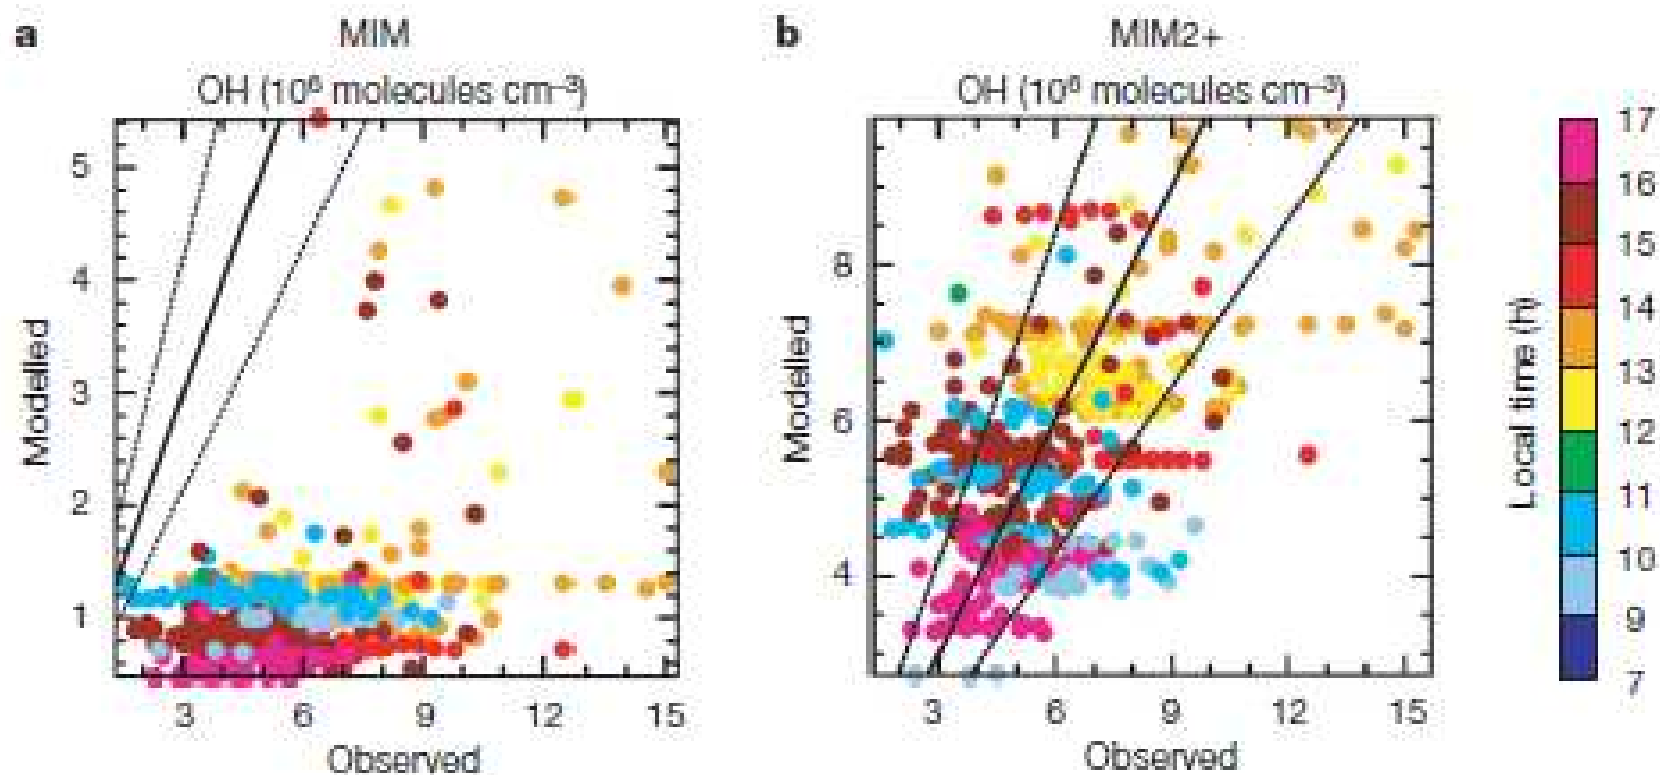 a
MIM
OH (10⁶ molecules cm⁻³)
5
4
3
2
1
Modelled
3 6 9 12 15
Observed
b
MIM2+
OH (10⁶ molecules cm⁻³)
8
6
4
Modelled
3 6 9 12 15
Observed
17
16
15
14
13
12
11
10
9
7
Local time (h)